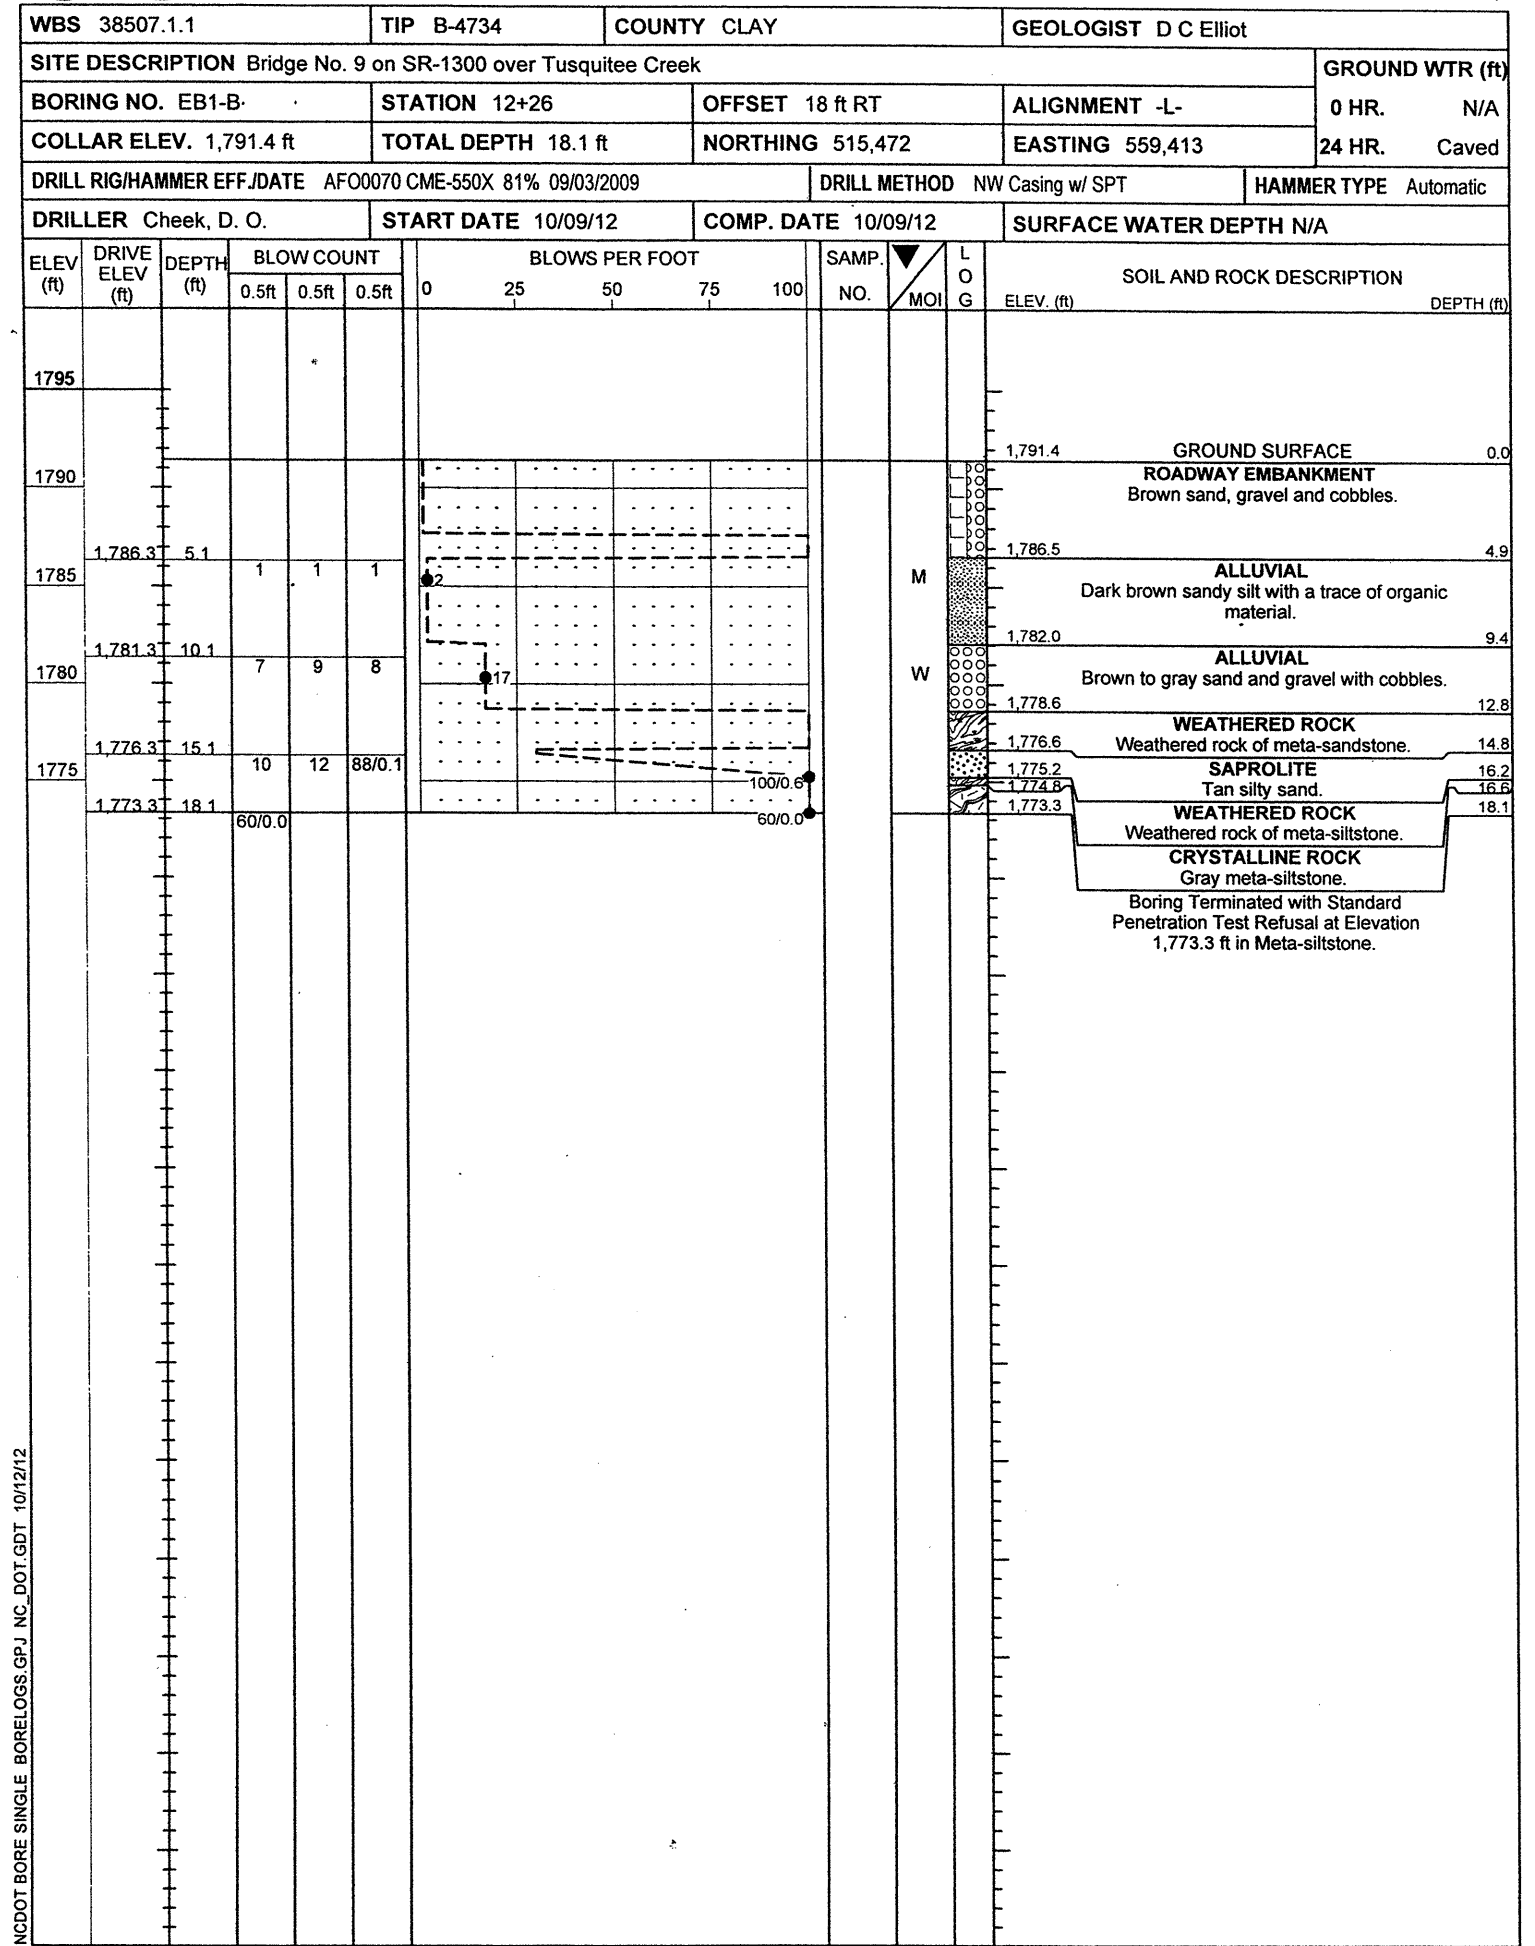 WBS 38507.1.1 TIP B-4734 COUNTY CLAY GEOLOGIST D C Elliot
SITE DESCRIPTION Bridge No. 9 on SR-1300 over Tusquitee Creek GROUND WTR (ft)
BORING NO. EB1-B STATION 12+26 OFFSET 18 ft RT ALIGNMENT -L- 0 HR. N/A
COLLAR ELEV. 1,791.4 ft TOTAL DEPTH 18.1 ft NORTHING 515,472 EASTING 559,413 24 HR. Caved
DRILL RIG/HAMMER EFF./DATE AFO0070 CME-550X 81% 09/03/2009 DRILL METHOD NW Casing w/ SPT HAMMER TYPE Automatic
DRILLER Cheek, D. O. START DATE 10/09/12 COMP. DATE 10/09/12 SURFACE WATER DEPTH N/A
ELEV (ft) DRIVE ELEV (ft) DEPTH (ft) BLOW COUNT BLOWS PER FOOT SAMP. NO. MOI LOG SOIL AND ROCK DESCRIPTION
0.5ft 0.5ft 0.5ft 0 25 50 75 100 ELEV. (ft) DEPTH (ft)
1795
1,791.4 GROUND SURFACE 0.0
1790 ROADWAY EMBANKMENT
Brown sand, gravel and cobbles.
1,786.3 5.1 1,786.5 4.9
1785 1 1 1 2 M ALLUVIAL
Dark brown sandy silt with a trace of organic
material.
1,781.3 10.1 1,782.0 9.4
1780 7 9 8 17 W ALLUVIAL
Brown to gray sand and gravel with cobbles.
1,778.6 12.8
WEATHERED ROCK
1,776.3 15.1 1,776.6 Weathered rock of meta-sandstone. 14.8
1775 10 12 88/0.1 100/0.6 1,775.2 SAPROLITE 16.2
1,774.8 Tan silty sand. 16.6
1,773.3 18.1 60/0.0 60/0.0 1,773.3 WEATHERED ROCK 18.1
Weathered rock of meta-siltstone.
CRYSTALLINE ROCK
Gray meta-siltstone.
Boring Terminated with Standard
Penetration Test Refusal at Elevation
1,773.3 ft in Meta-siltstone.
NCDOT BORE SINGLE BORELOGS.GPJ NC_DOT.GDT 10/12/12